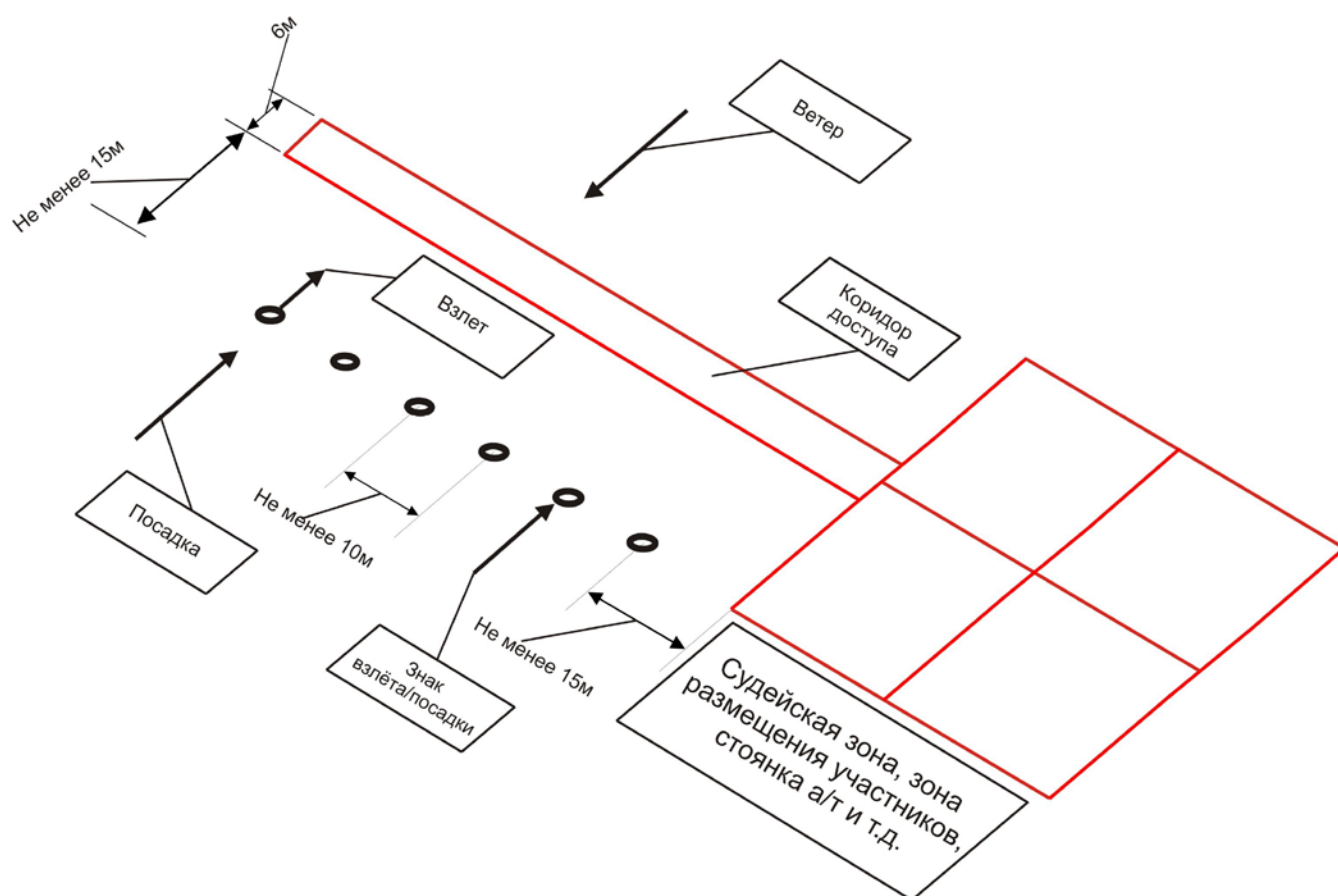 6м
Не менее 15м
Ветер
Взлет
Коридор
доступа
Посадка
Не менее 10м
Знак
взлёта/посадки
Не менее 15м
Судейская зона, зона
размещения участников,
стоянка а/т и т.д.